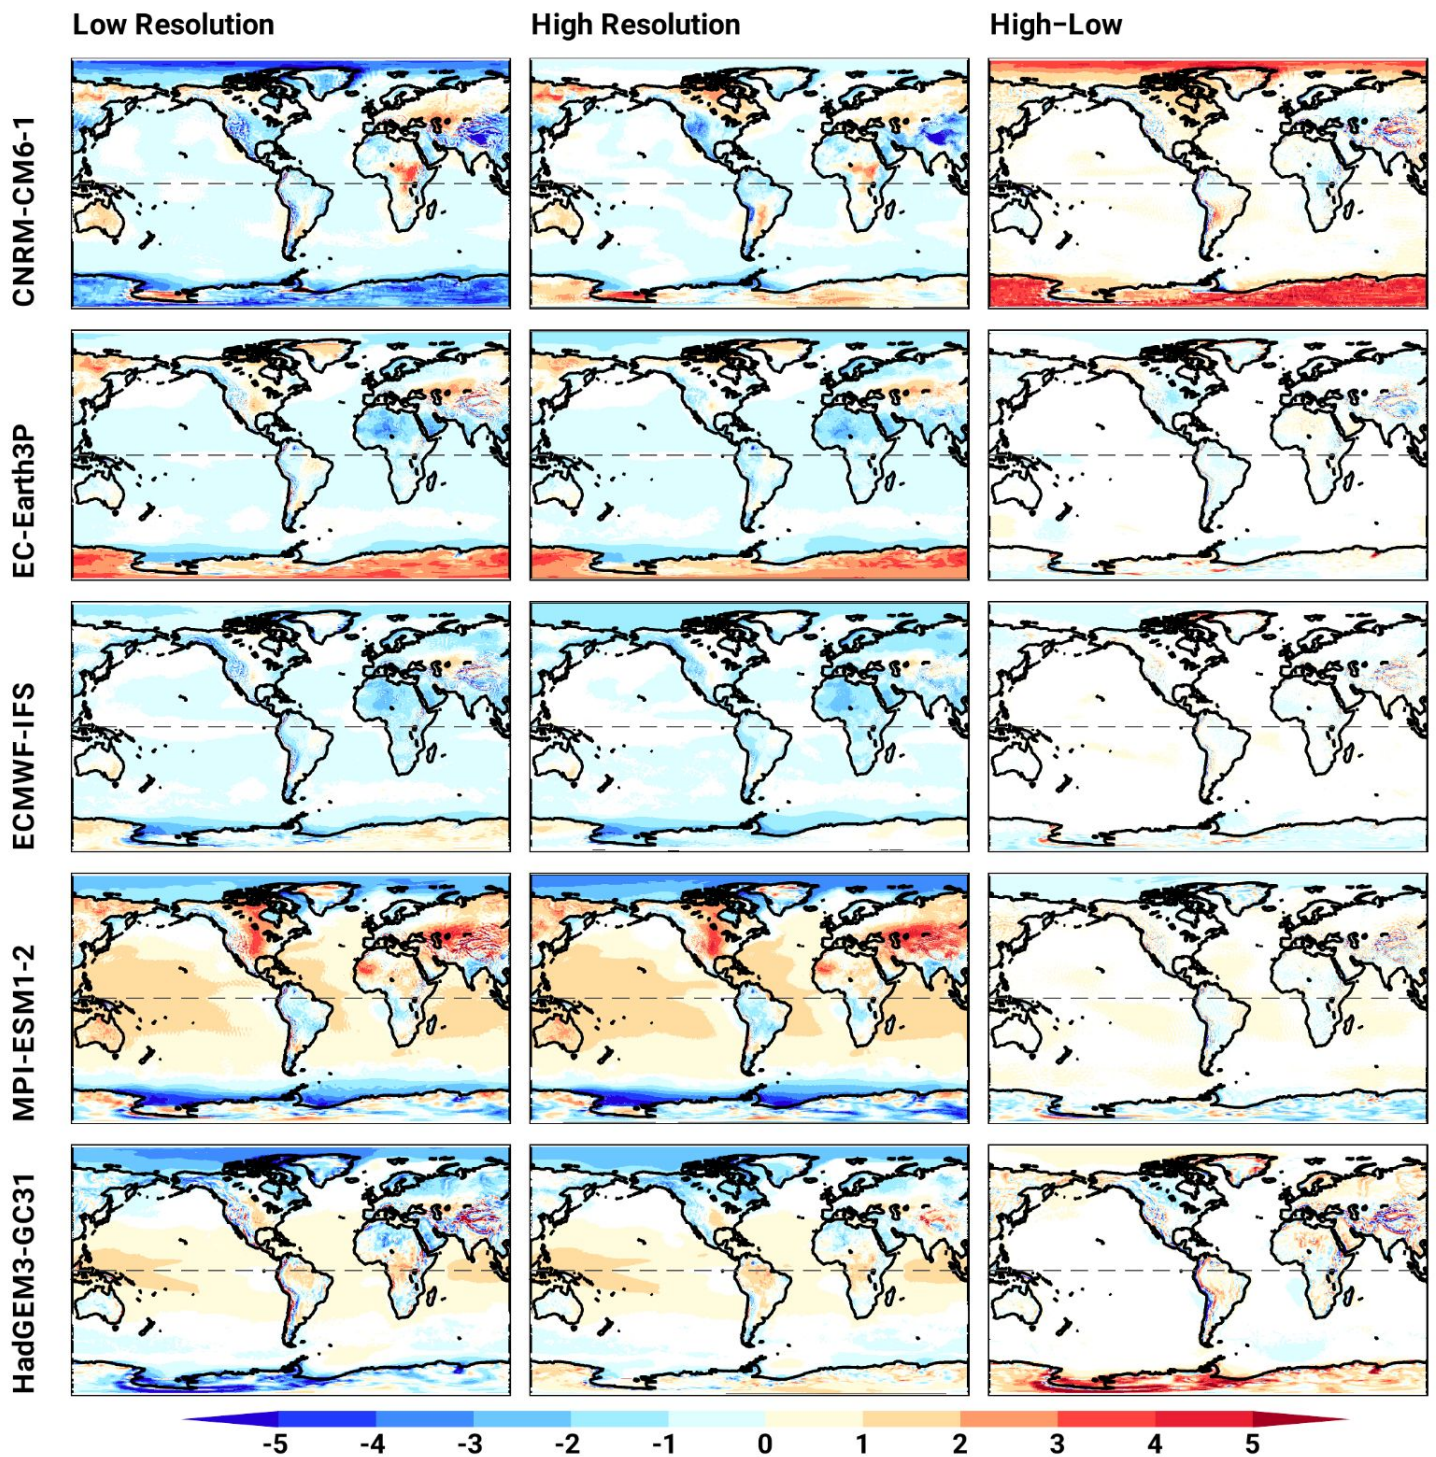 Low Resolution
High Resolution
High-Low
CNRM-CM6-1
EC-Earth3P
ECMWF-IFS
MPI-ESM1-2
HadGEM3-GC31
-5 -4 -3 -2 -1 0 1 2 3 4 5